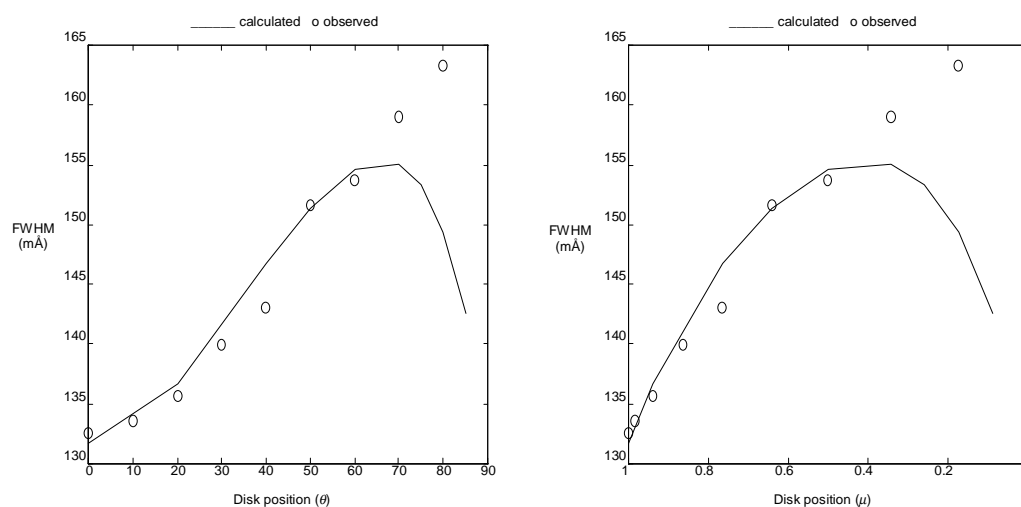 ______ calculated o observed
165
160
155
150
145
140
135
130
FWHM
(mÅ)
0 10 20 30 40 50 60 70 80 90
Disk position (θ)
______ calculated o observed
165
160
155
150
145
140
135
130
FWHM
(mÅ)
1 0.8 0.6 0.4 0.2
Disk position (μ)